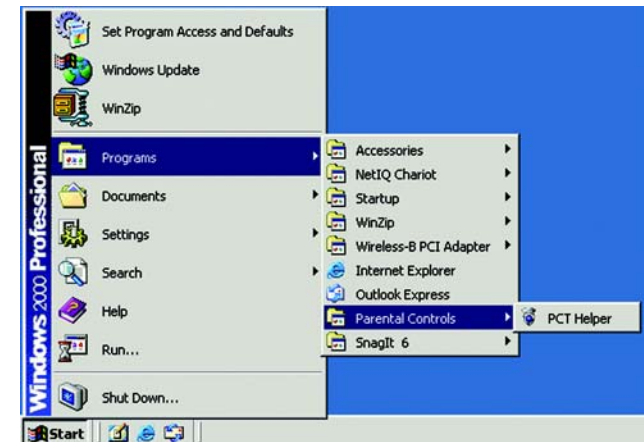 Windows 2000 Professional
Set Program Access and Defaults
Windows Update
WinZip
Programs
Documents
Settings
Search
Help
Run...
Shut Down...
Accessories
NetIQ Chariot
Startup
WinZip
Wireless-B PCI Adapter
Internet Explorer
Outlook Express
Parental Controls
SnagIt 6
PCT Helper
Start